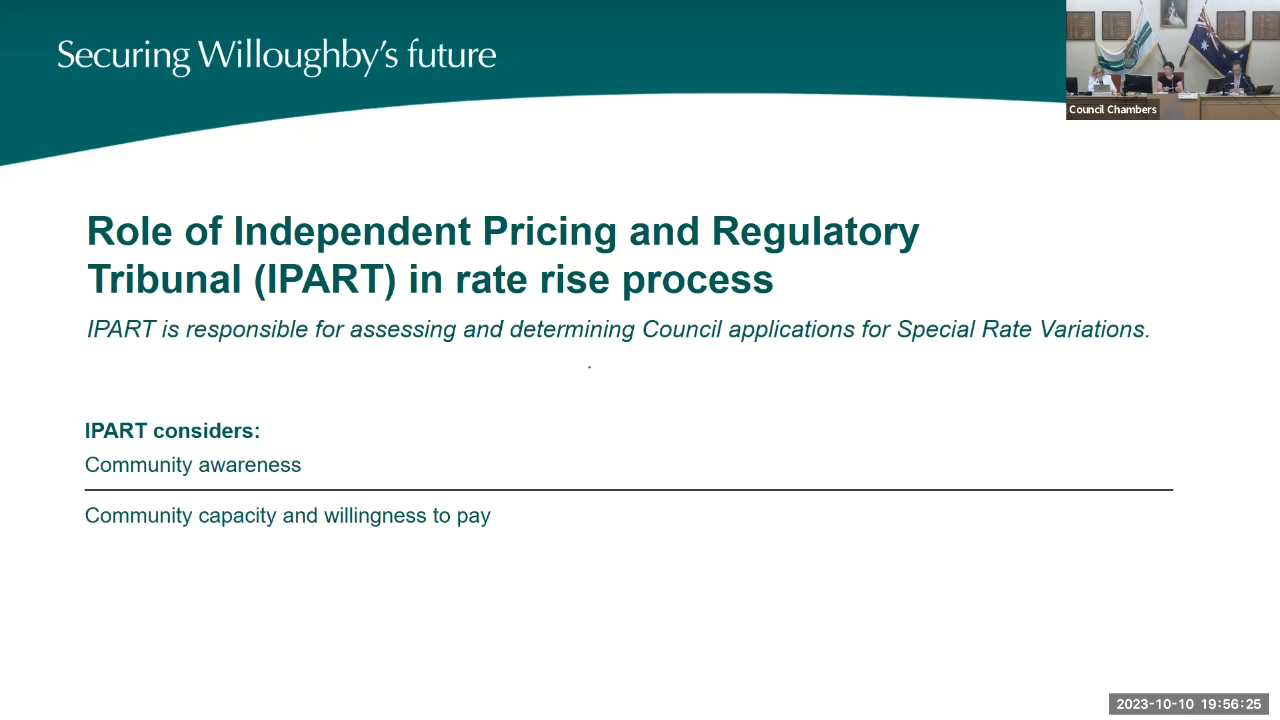 Securing Willoughby's future
Council Chambers
Role of Independent Pricing and Regulatory
Tribunal (IPART) in rate rise process
IPART is responsible for assessing and determining Council applications for Special Rate Variations.
.
IPART considers:
Community awareness
Community capacity and willingness to pay
2023-10-10 19:56:25